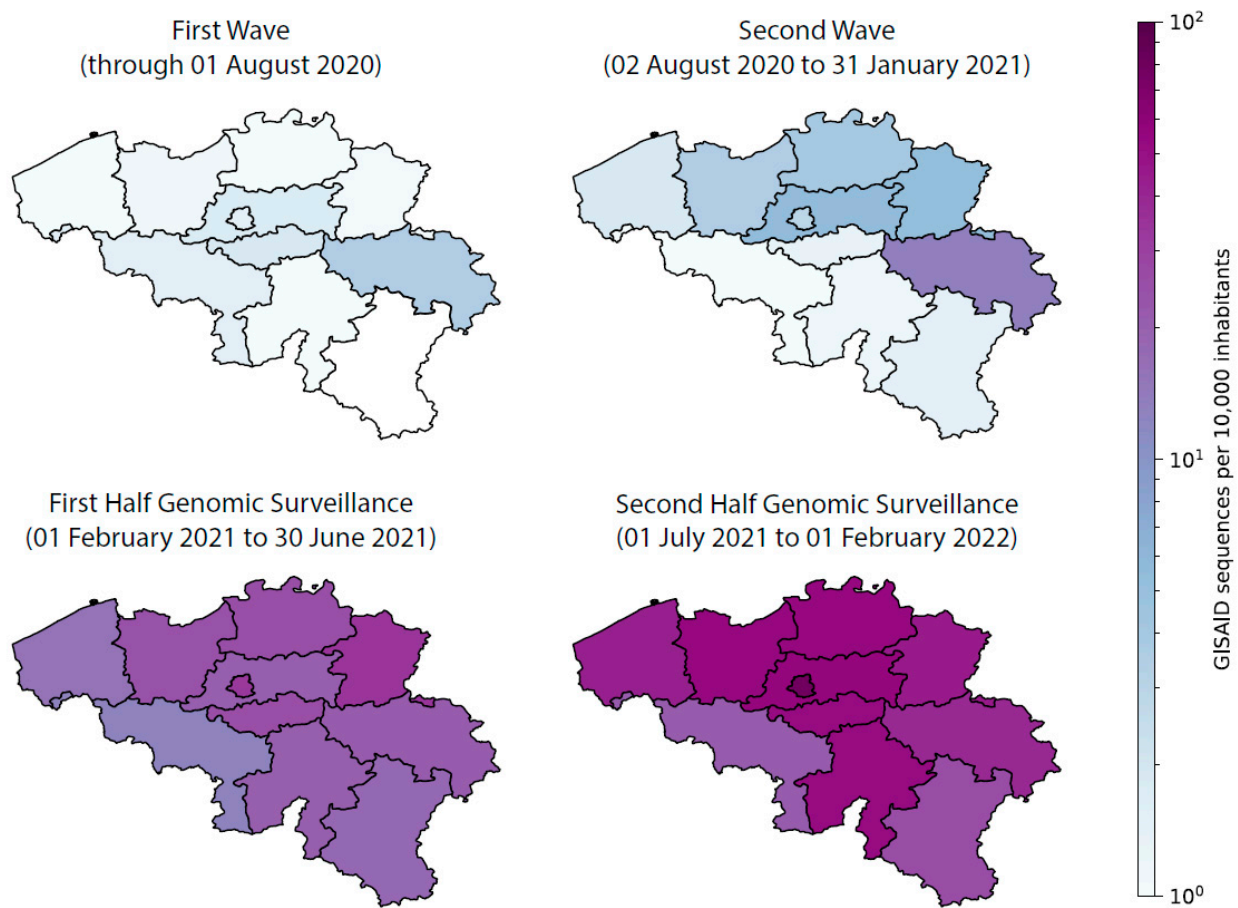 First Wave
(through 01 August 2020)
Second Wave
(02 August 2020 to 31 January 2021)
First Half Genomic Surveillance
(01 February 2021 to 30 June 2021)
Second Half Genomic Surveillance
(01 July 2021 to 01 February 2022)
10²
10¹
10⁰
GISAID sequences per 10,000 inhabitants